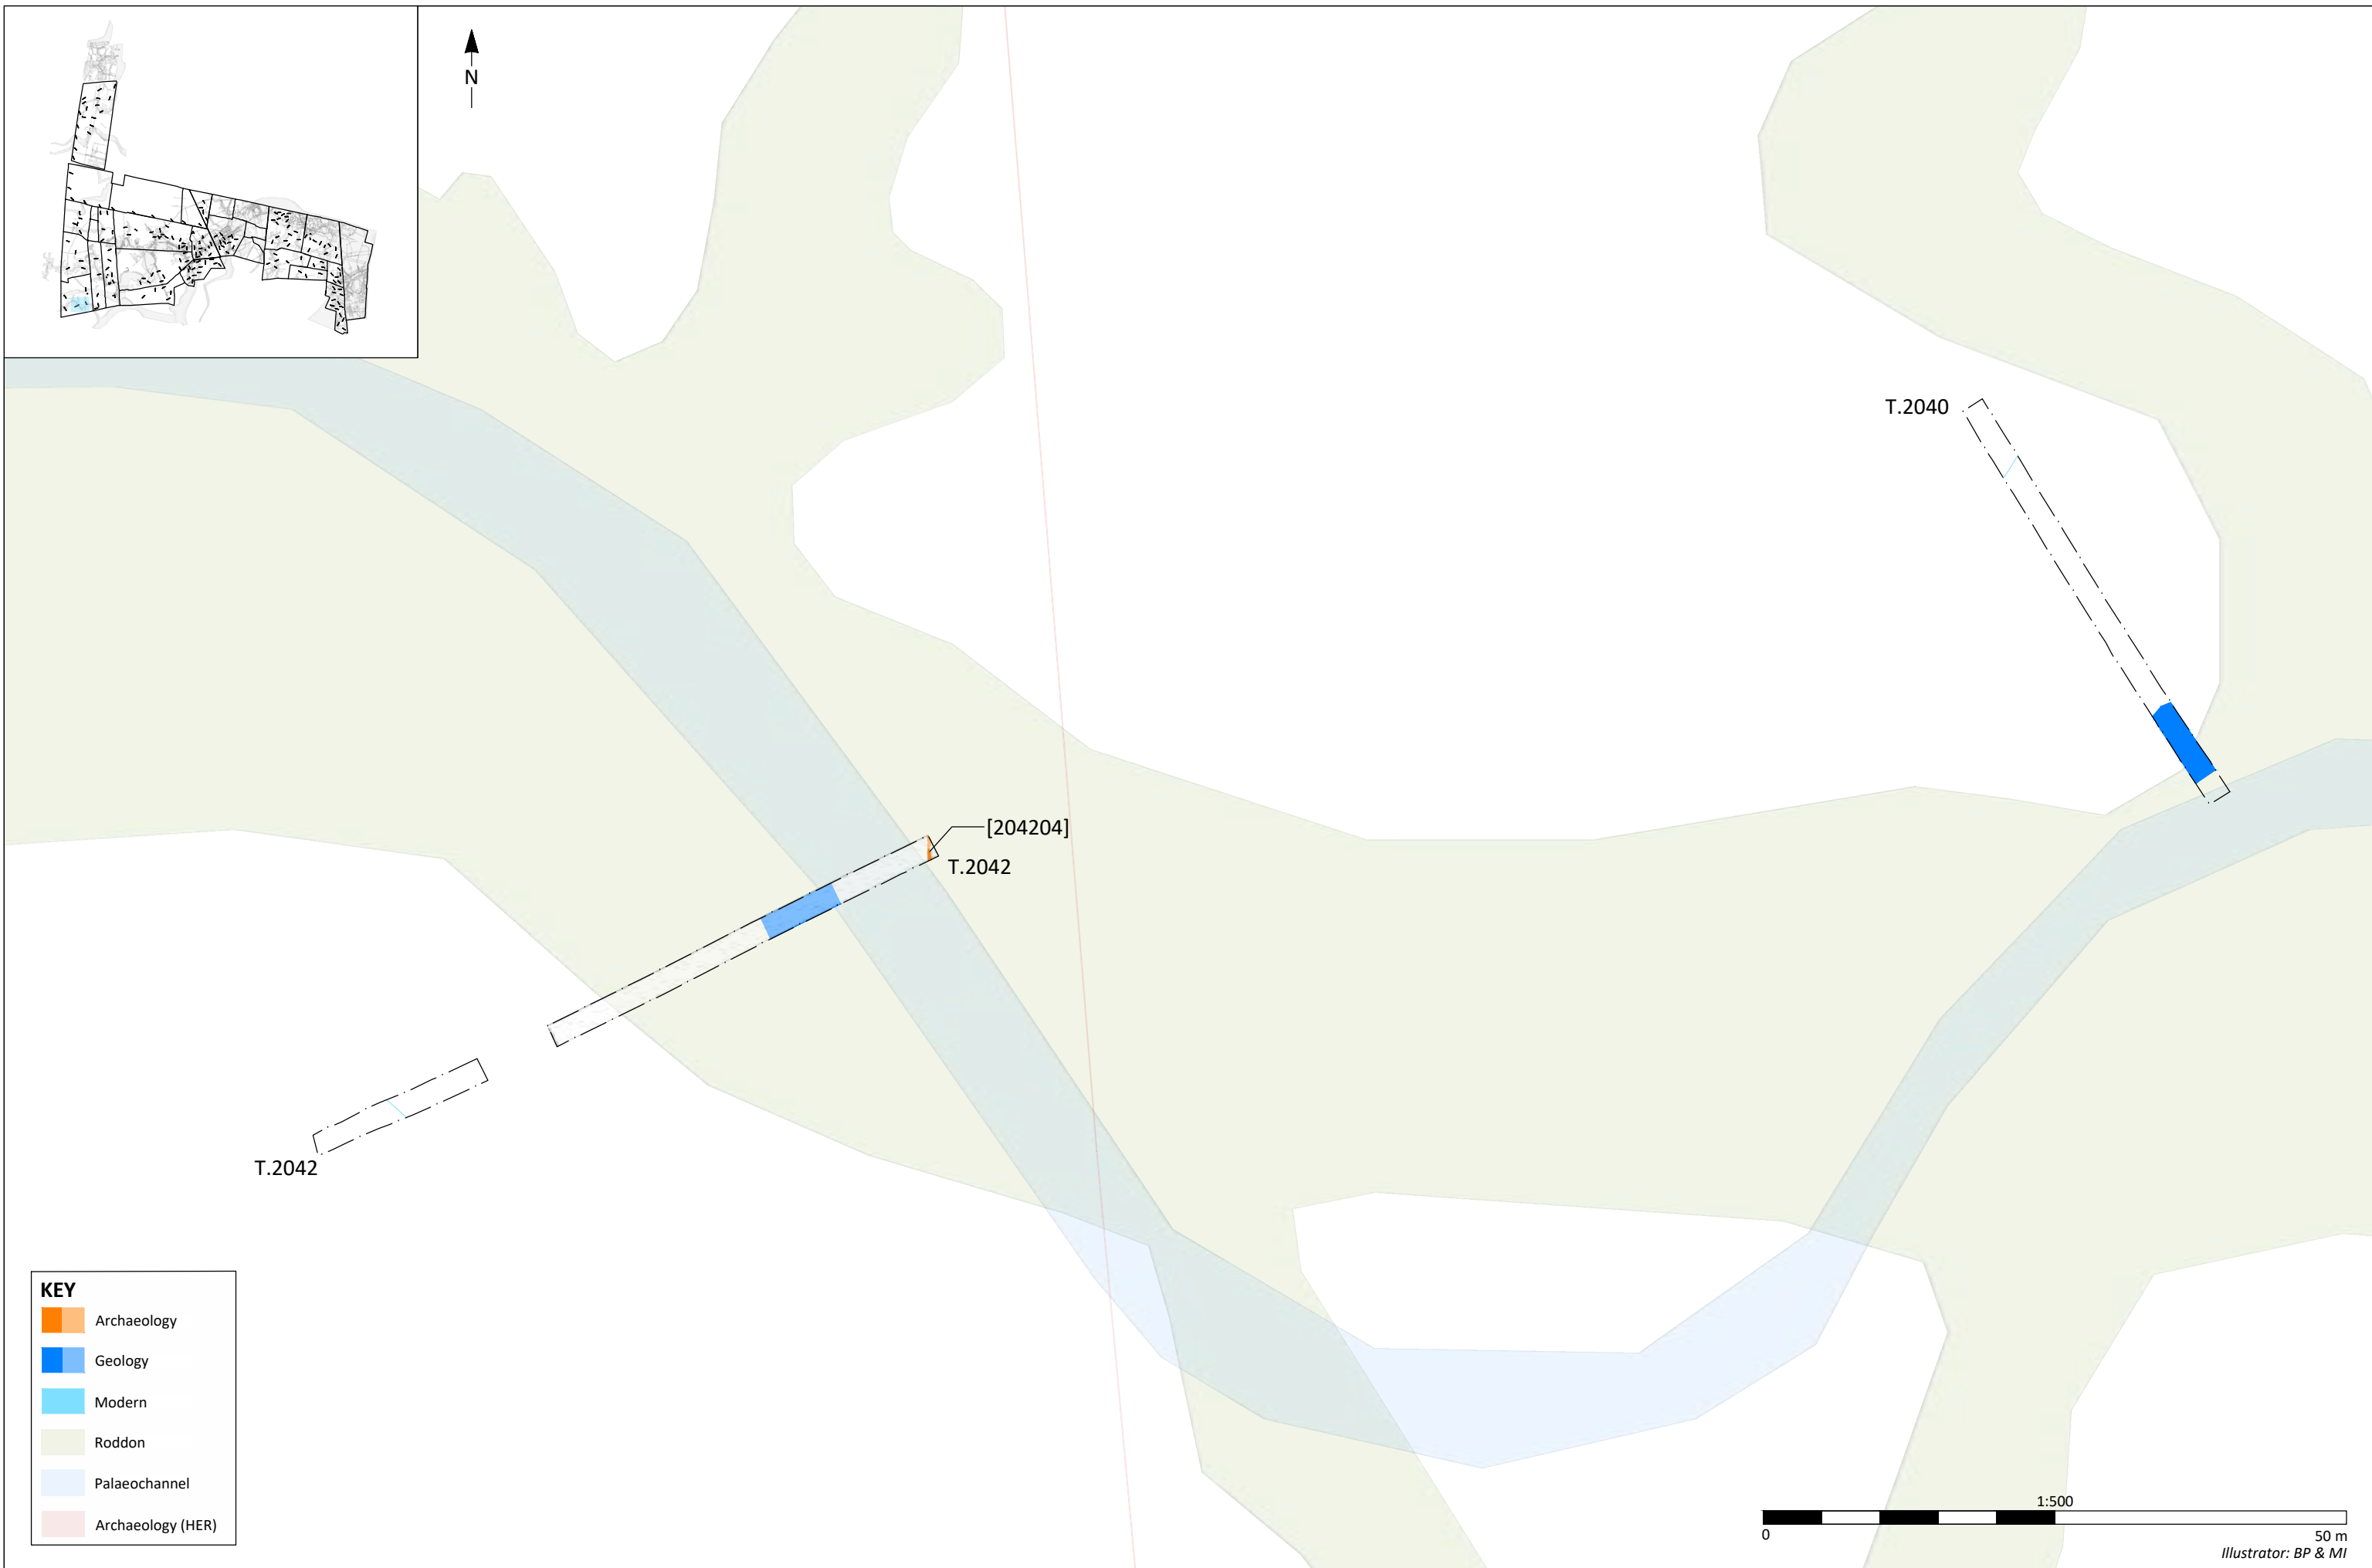 N
T.2040
[204204]
T.2042
T.2042
KEY
Archaeology
Geology
Modern
Roddon
Palaeochannel
Archaeology (HER)
1:500
0
50 m
Illustrator: BP & MI